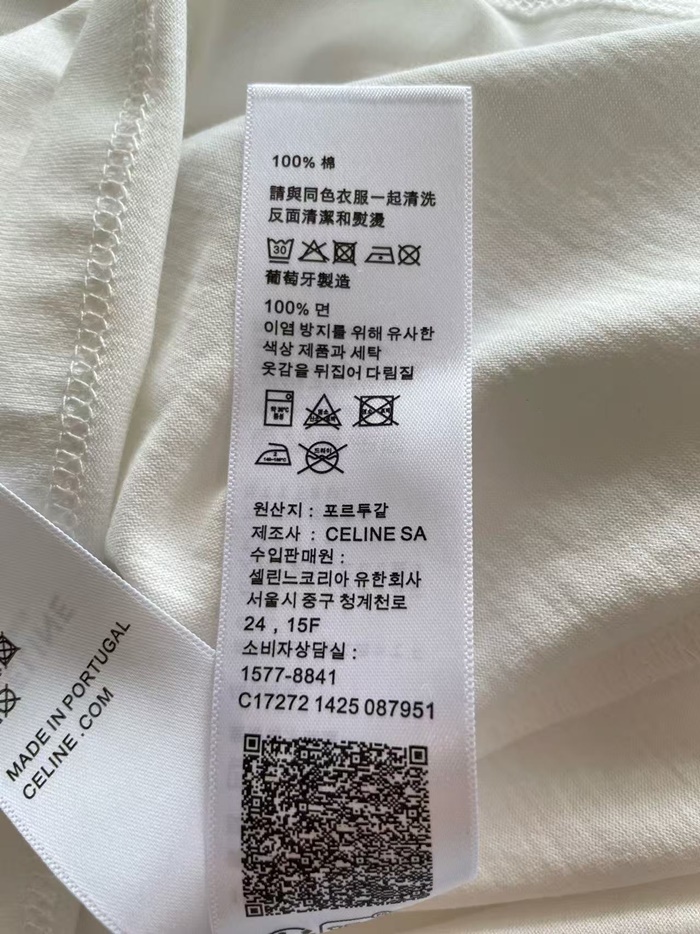 100% 棉
請與同色衣服一起清洗
反面清潔和熨燙
30
葡萄牙製造
100% 면
이염 방지를 위해 유사한
색상 제품과 세탁
옷감을 뒤집어 다림질
원산지 : 포르투갈
제조사 : CELINE SA
수입판매원 :
셀린느코리아 유한회사
서울시 중구 청계천로
24 , 15F
소비자상담실 :
1577-8841
C17272 1425 087951
MADE IN PORTUGAL
CELINE . COM